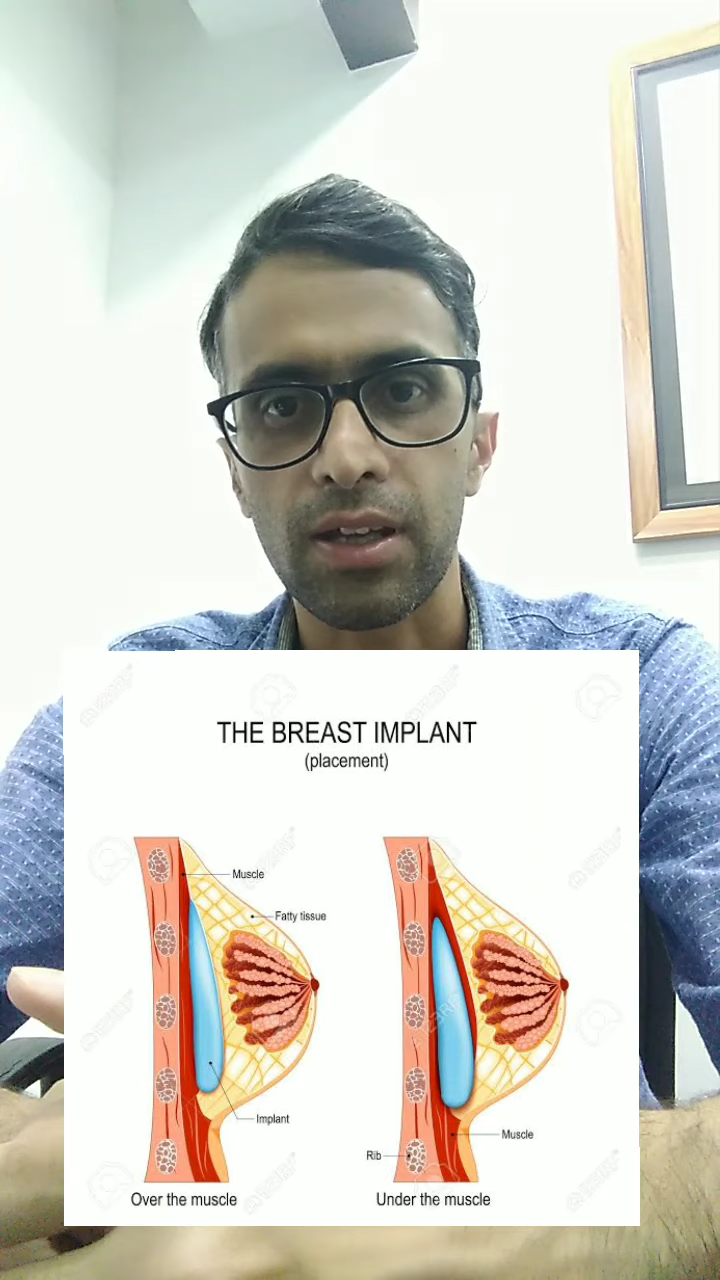 THE BREAST IMPLANT
(placement)
Muscle
Fatty tissue
Implant
Muscle
Rib
Over the muscle
Under the muscle